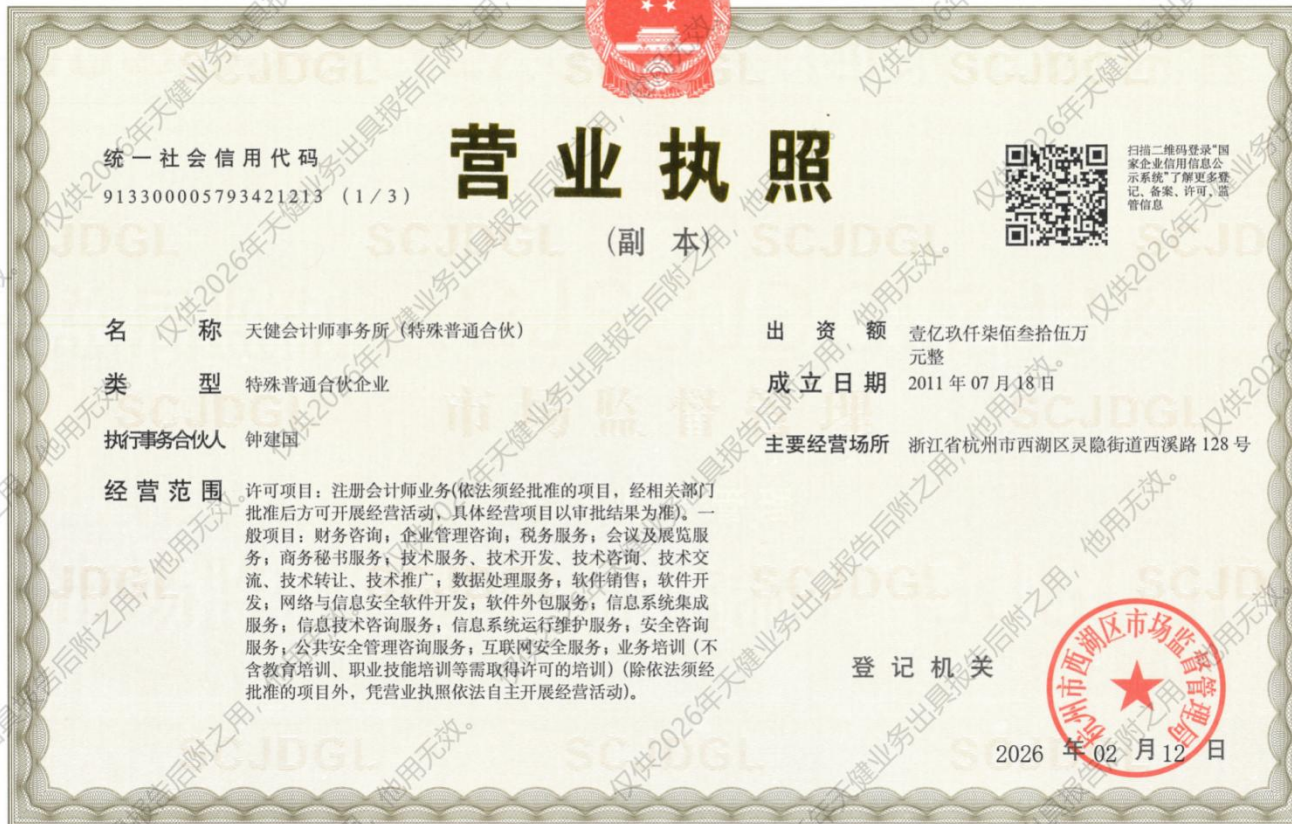 营业执照
(副 本)
统一社会信用代码
913300005793421213 (1/3)
扫描二维码登录“国
家企业信用信息公
示系统”了解更多登
记、备案、许可、监
管信息
名 称 天健会计师事务所(特殊普通合伙)
类 型 特殊普通合伙企业
执行事务合伙人 钟建国
经营范围 许可项目:注册会计师业务(依法须经批准的项目,经相关部门
批准后方可开展经营活动,具体经营项目以审批结果为准)。一
般项目:财务咨询;企业管理咨询;税务服务;会议及展览服
务;商务秘书服务;技术服务、技术开发、技术咨询、技术交
流、技术转让、技术推广;数据处理服务;软件销售;软件开
发;网络与信息安全软件开发;软件外包服务;信息系统集成
服务;信息技术咨询服务;信息系统运行维护服务;安全咨询
服务;公共安全管理咨询服务;互联网安全服务;业务培训(不
含教育培训、职业技能培训等需取得许可的培训)(除依法须经
批准的项目外,凭营业执照依法自主开展经营活动)。
出 资 额 壹亿玖仟柒佰叁拾伍万
元整
成立日期 2011年07月18日
主要经营场所 浙江省杭州市西湖区灵隐街道西溪路128号
登记机关
杭州市西湖区市场监督管理局
2026 年 02 月 12 日
仅供2026年天健业务出具报告后附之用,他用无效。
SCJDGL
市场监督管理